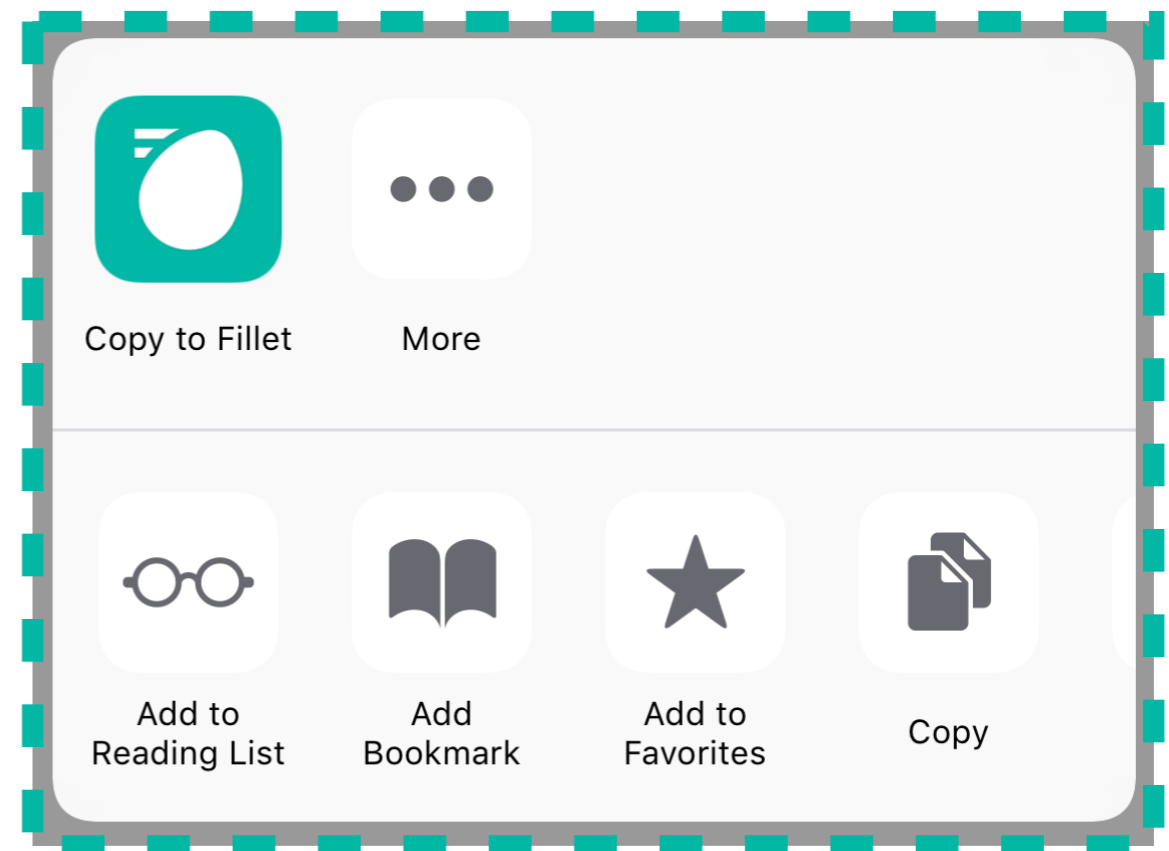 Copy to Fillet
More
Add to
Reading List
Add
Bookmark
Add to
Favorites
Copy